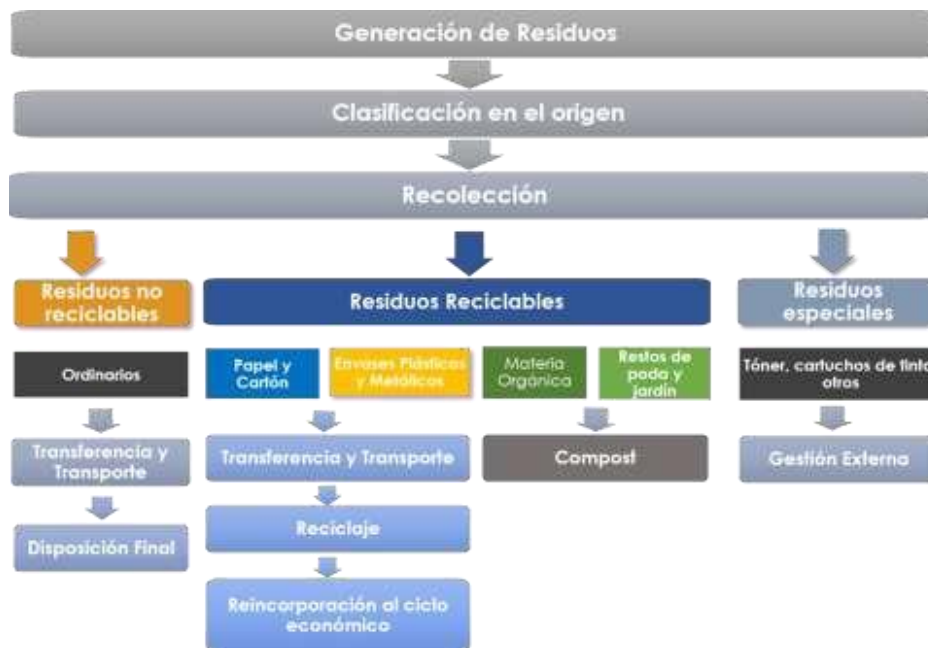 Generación de Residuos
Clasificación en el origen
Recolección
Residuos no
reciclables
Residuos Reciclables
Residuos
especiales
Ordinarios
Papel y
Cartón
Envases Plásticos
y Metálicos
Materia
Orgánica
Restos de
poda y
jardín
Tóner, cartuchos de tinta
otros
Transferencia y
Transporte
Transferencia y Transporte
Compost
Gestión Externa
Disposición Final
Reciclaje
Reincorporación al ciclo
económico